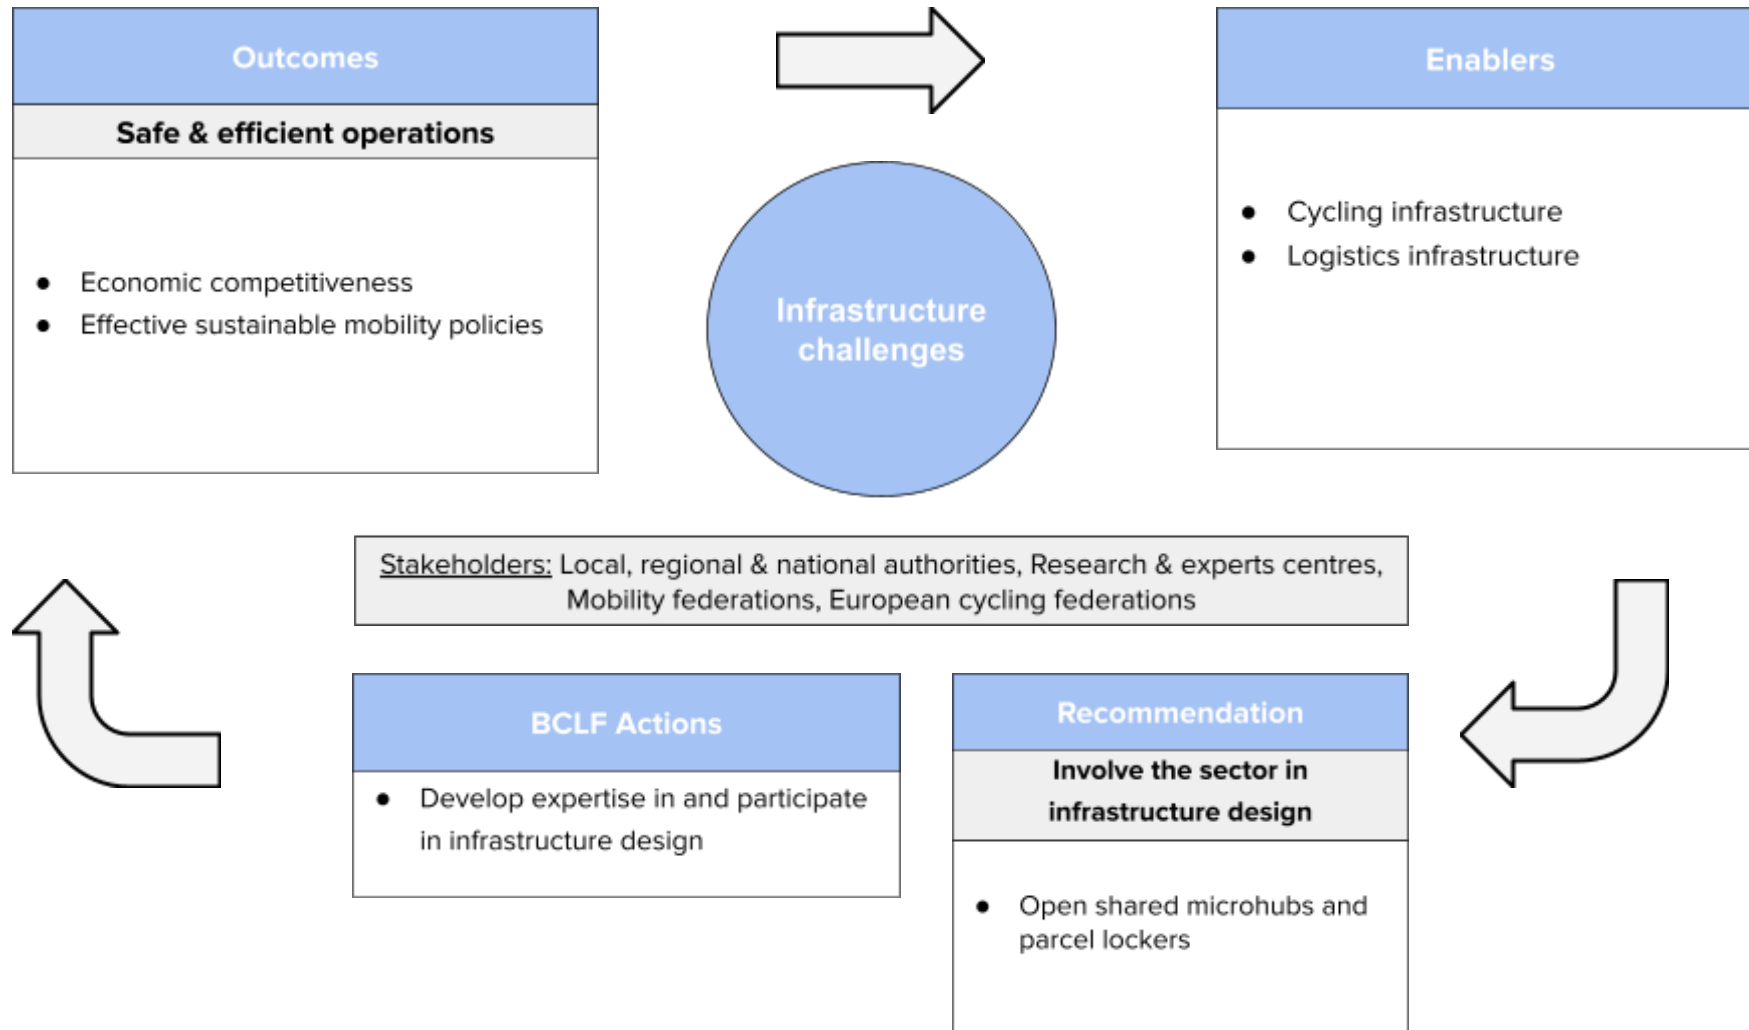 Outcomes
Safe & efficient operations
● Economic competitiveness
● Effective sustainable mobility policies
Infrastructure
challenges
Enablers
● Cycling infrastructure
● Logistics infrastructure
Stakeholders: Local, regional & national authorities, Research & experts centres,
Mobility federations, European cycling federations
BCLF Actions
● Develop expertise in and participate
in infrastructure design
Recommendation
Involve the sector in
infrastructure design
● Open shared microhubs and
parcel lockers